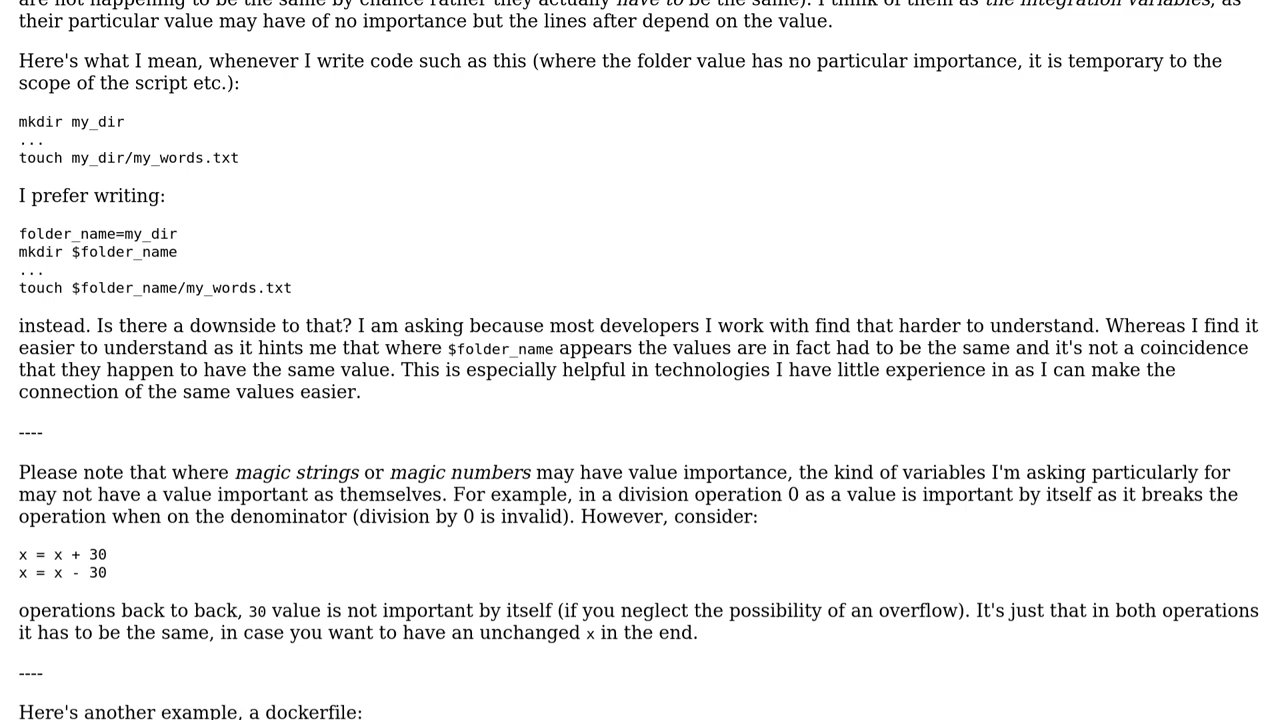 are not happening to be the same by chance rather they actually have to be the same). I think of them as the integration variables, as
their particular value may have of no importance but the lines after depend on the value.
Here's what I mean, whenever I write code such as this (where the folder value has no particular importance, it is temporary to the
scope of the script etc.):
mkdir my_dir
...
touch my_dir/my_words.txt
I prefer writing:
folder_name=my_dir
mkdir $folder_name
...
touch $folder_name/my_words.txt
instead. Is there a downside to that? I am asking because most developers I work with find that harder to understand. Whereas I find it
easier to understand as it hints me that where $folder_name appears the values are in fact had to be the same and it's not a coincidence
that they happen to have the same value. This is especially helpful in technologies I have little experience in as I can make the
connection of the same values easier.
----
Please note that where magic strings or magic numbers may have value importance, the kind of variables I'm asking particularly for
may not have a value important as themselves. For example, in a division operation 0 as a value is important by itself as it breaks the
operation when on the denominator (division by 0 is invalid). However, consider:
x = x + 30
x = x - 30
operations back to back, 30 value is not important by itself (if you neglect the possibility of an overflow). It's just that in both operations
it has to be the same, in case you want to have an unchanged x in the end.
----
Here's another example, a dockerfile: